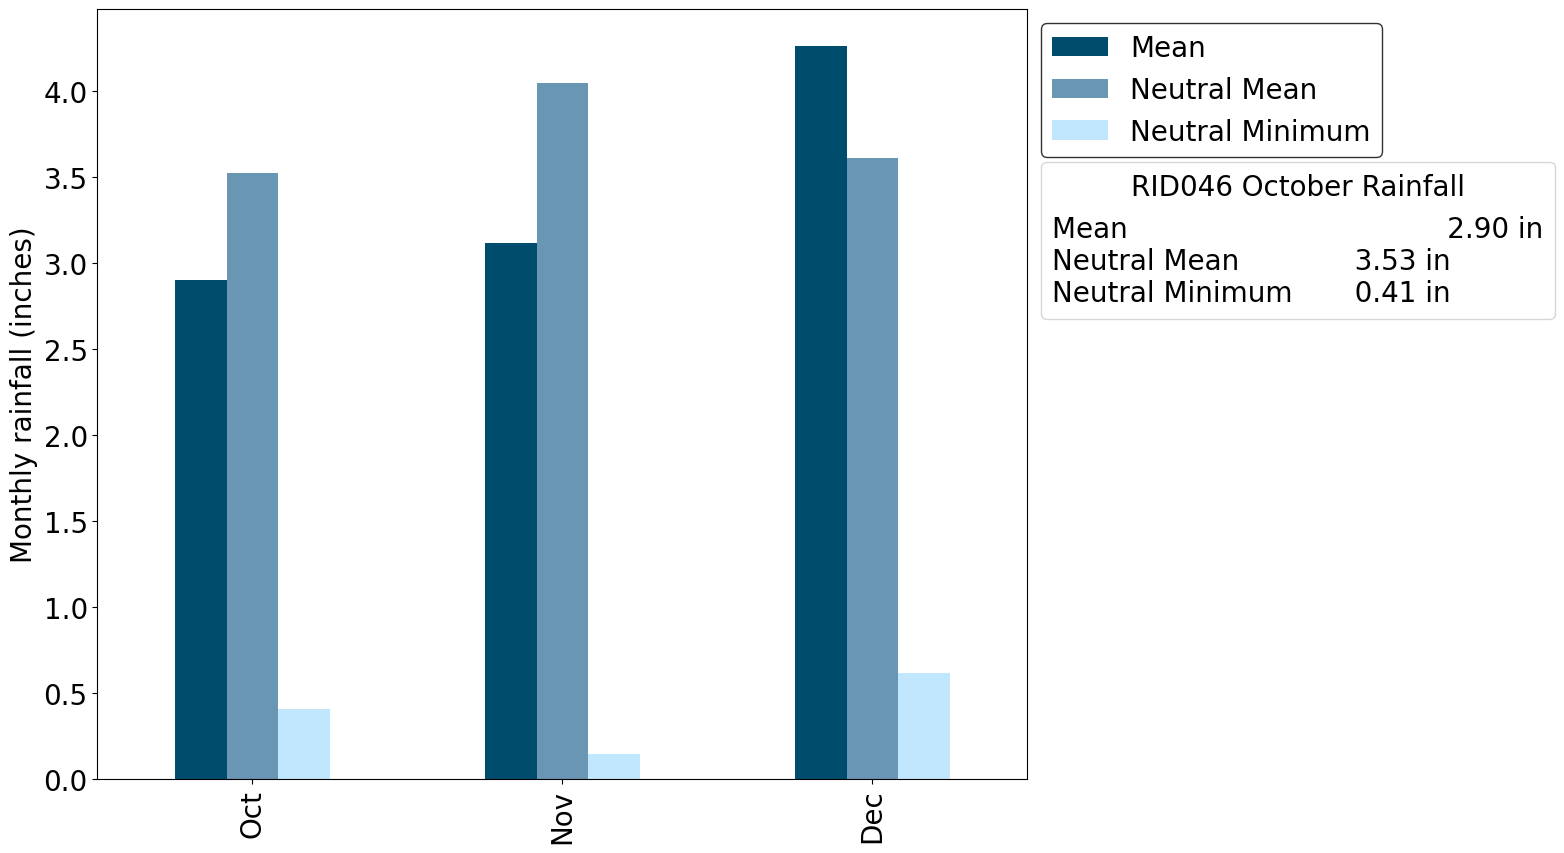 Monthly rainfall (inches)
4.0
3.5
3.0
2.5
2.0
1.5
1.0
0.5
0.0
Oct
Nov
Dec
Mean
Neutral Mean
Neutral Minimum
RID046 October Rainfall
Mean 2.90 in
Neutral Mean 3.53 in
Neutral Minimum 0.41 in